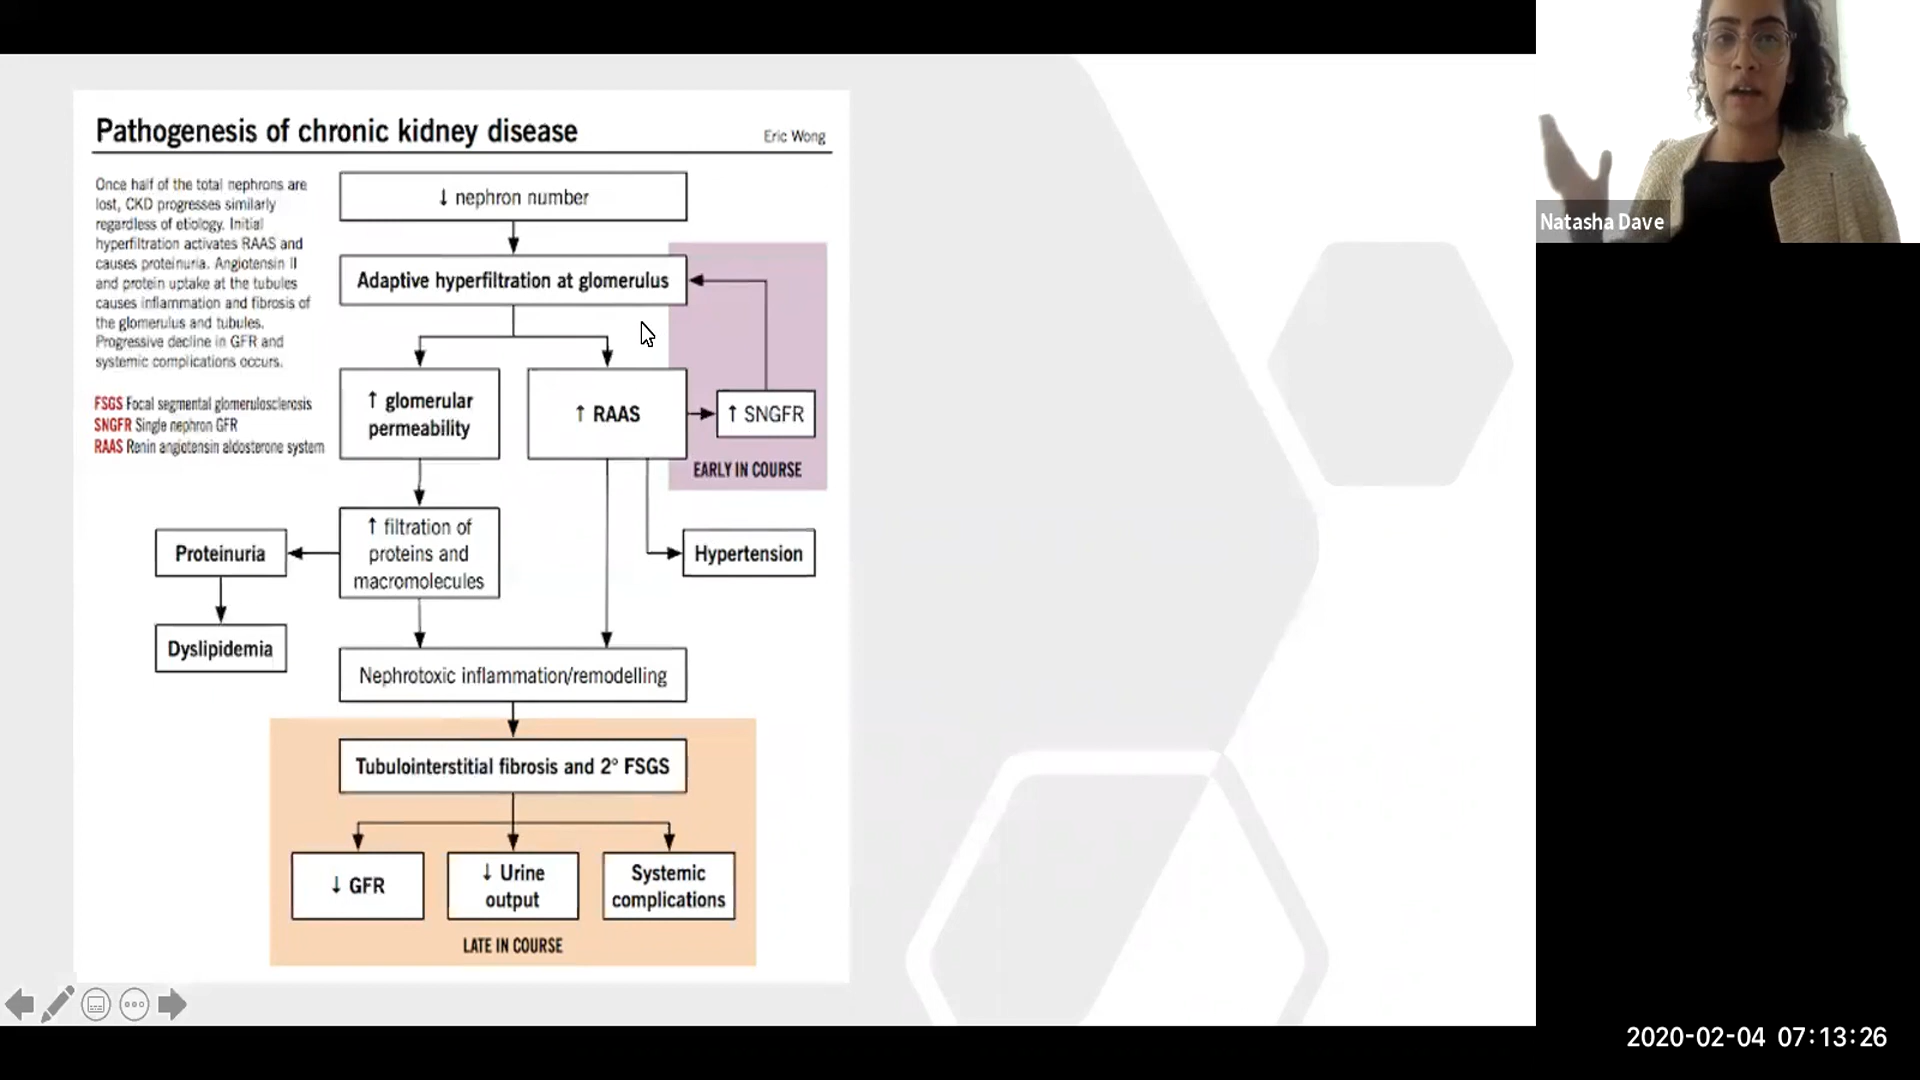 Pathogenesis of chronic kidney disease
Eric Wong
Once half of the total nephrons are
lost, CKD progresses similarly
regardless of etiology. Initial
hyperfiltration activates RAAS and
causes proteinuria. Angiotensin II
and protein uptake at the tubules
causes inflammation and fibrosis of
the glomerulus and tubules.
Progressive decline in GFR and
systemic complications occurs.
FSGS Focal segmental glomerulosclerosis
SNGFR Single nephron GFR
RAAS Renin angiotensin aldosterone system
↓ nephron number
Adaptive hyperfiltration at glomerulus
↑ glomerular
permeability
↑ RAAS
↑ SNGFR
EARLY IN COURSE
↑ filtration of
proteins and
macromolecules
Proteinuria
Hypertension
Dyslipidemia
Nephrotoxic inflammation/remodelling
Tubulointerstitial fibrosis and 2° FSGS
↓ GFR
↓ Urine
output
Systemic
complications
LATE IN COURSE
Natasha Dave
2020-02-04 07:13:26